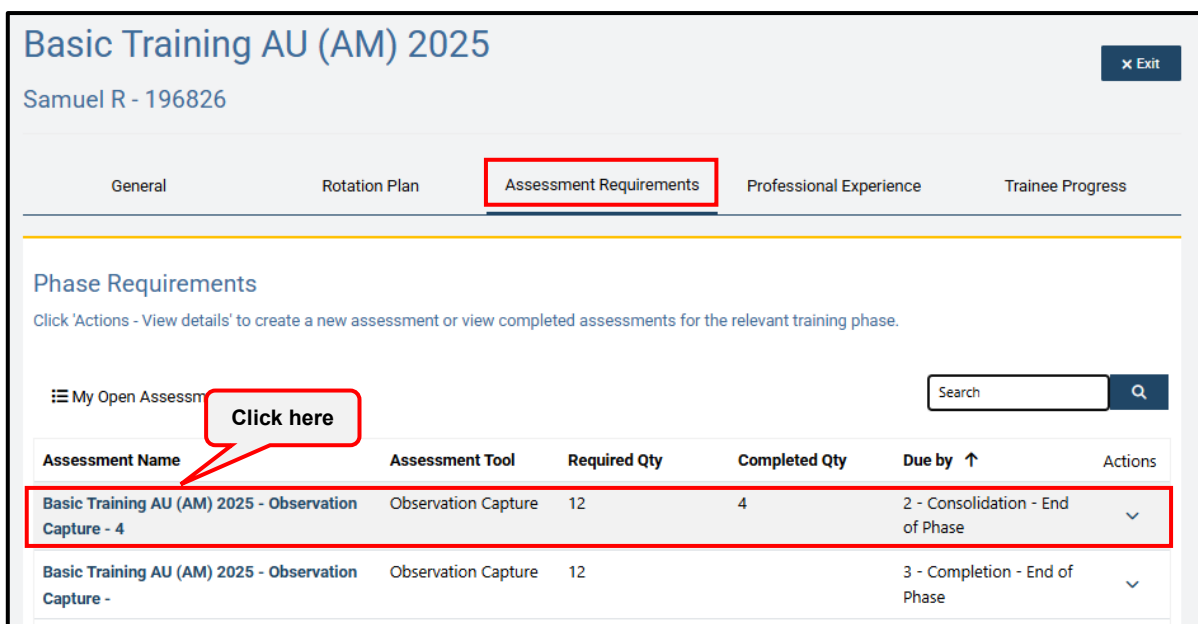 Basic Training AU (AM) 2025
× Exit
Samuel R - 196826
General Rotation Plan Assessment Requirements Professional Experience Trainee Progress
Phase Requirements
Click 'Actions - View details' to create a new assessment or view completed assessments for the relevant training phase.
My Open Assessm
Search
Click here
Assessment Name Assessment Tool Required Qty Completed Qty Due by ↑ Actions
Basic Training AU (AM) 2025 - Observation Observation Capture 12 4 2 - Consolidation - End
Capture - 4 of Phase
Basic Training AU (AM) 2025 - Observation Observation Capture 12 3 - Completion - End of
Capture - Phase